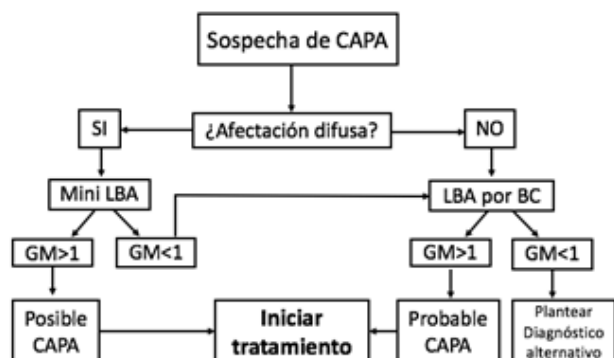 Sospecha de CAPA
SI
¿Afectación difusa?
NO
Mini LBA
LBA por BC
GM>1
GM<1
GM>1
GM<1
Posible
CAPA
Iniciar
tratamiento
Probable
CAPA
Plantear
Diagnóstico
alternativo